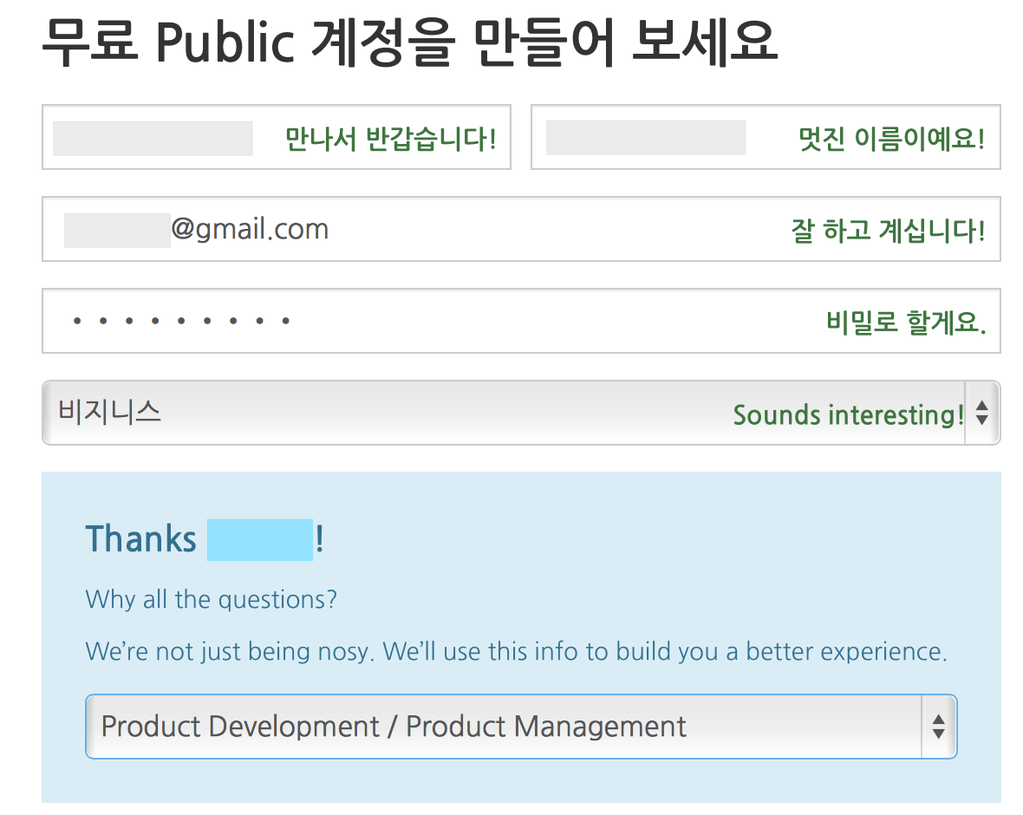 무료 Public 계정을 만들어 보세요
만나서 반갑습니다!
멋진 이름이예요!
@gmail.com
잘 하고 계십니다!
비밀로 할게요.
비지니스
Sounds interesting!
Thanks !
Why all the questions?
We’re not just being nosy. We’ll use this info to build you a better experience.
Product Development / Product Management